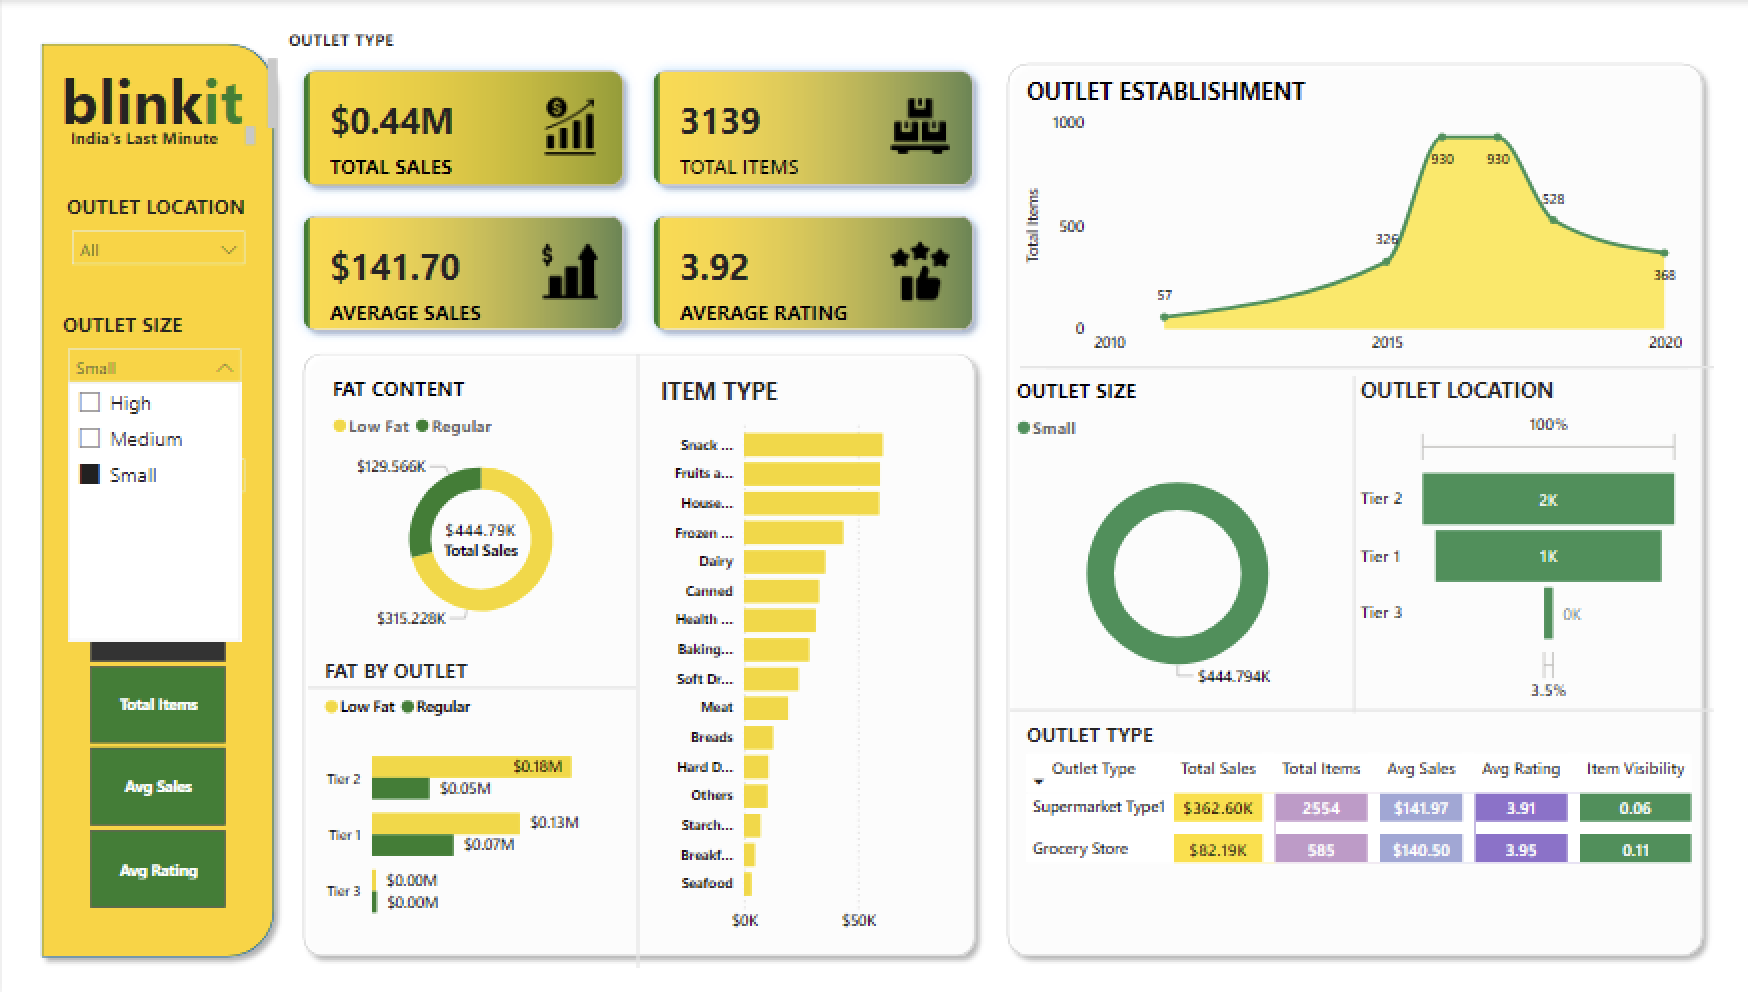 OUTLET TYPE
blinkit
India's Last Minute
OUTLET LOCATION
All
OUTLET SIZE
Small
High
Medium
Small
Total Items
Avg Sales
Avg Rating
$0.44M
TOTAL SALES
3139
TOTAL ITEMS
$141.70
AVERAGE SALES
3.92
AVERAGE RATING
FAT CONTENT
Low Fat Regular
$129.566K
$444.79K
Total Sales
$315.228K
FAT BY OUTLET
Low Fat Regular
Tier 2
$0.18M
$0.05M
Tier 1
$0.13M
$0.07M
Tier 3
$0.00M
$0.00M
ITEM TYPE
Snack ...
Fruits a...
House...
Frozen ...
Dairy
Canned
Health ...
Baking...
Soft Dr...
Meat
Breads
Hard D...
Others
Starch...
Breakf...
Seafood
$0K $50K
OUTLET ESTABLISHMENT
Total Items
1000
500
0
57
326
930
930
528
368
2010 2015 2020
OUTLET SIZE
Small
$444.794K
OUTLET LOCATION
100%
Tier 2 2K
Tier 1 1K
Tier 3 0K
3.5%
OUTLET TYPE
Outlet Type Total Sales Total Items Avg Sales Avg Rating Item Visibility
Supermarket Type1 $362.60K 2554 $141.97 3.91 0.06
Grocery Store $82.19K 585 $140.50 3.95 0.11